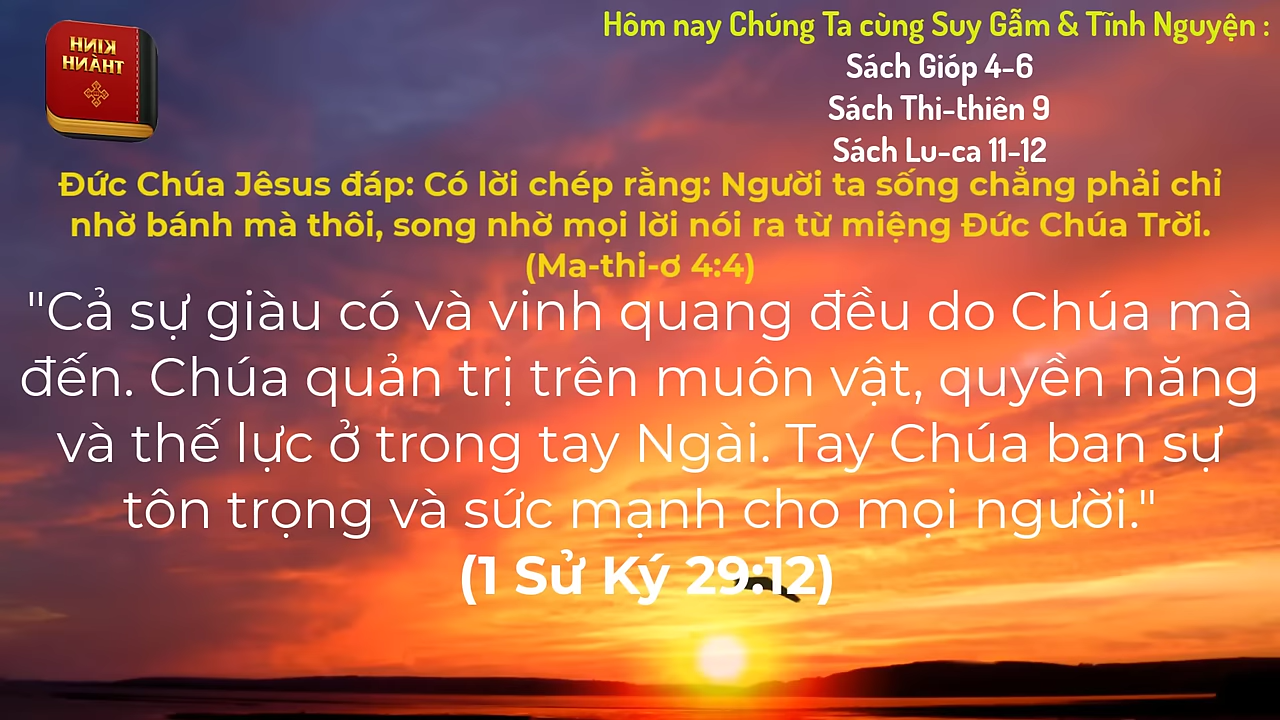 KINH
THÁNH
Hôm nay Chúng Ta cùng Suy Gẫm & Tĩnh Nguyện :
Sách Gióp 4-6
Sách Thi-thiên 9
Sách Lu-ca 11-12
Đức Chúa Jêsus đáp: Có lời chép rằng: Người ta sống chẳng phải chỉ
nhờ bánh mà thôi, song nhờ mọi lời nói ra từ miệng Đức Chúa Trời.
(Ma-thi-ơ 4:4)
"Cả sự giàu có và vinh quang đều do Chúa mà
đến. Chúa quản trị trên muôn vật, quyền năng
và thế lực ở trong tay Ngài. Tay Chúa ban sự
tôn trọng và sức mạnh cho mọi người."
(1 Sử Ký 29:12)